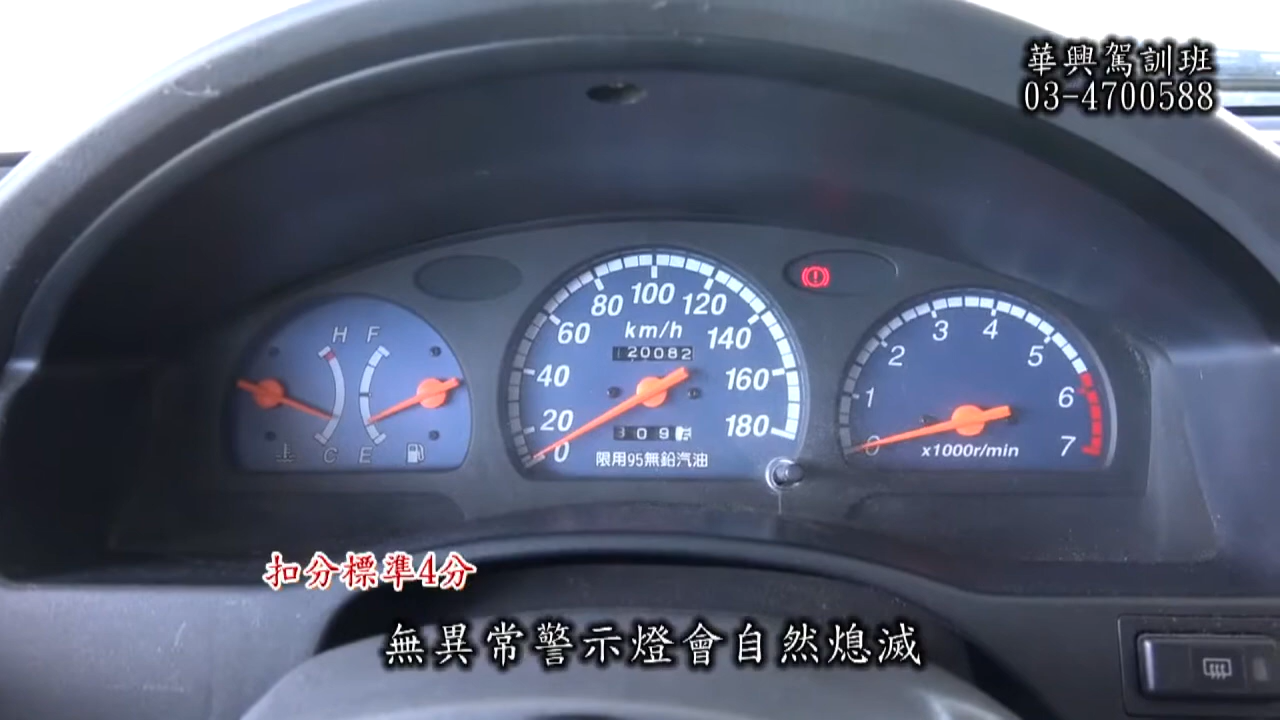 華興駕訓班
03-4700588
H F
C E
80 100 120
60 km/h 140
20082
40 160
20 180
0
309
限用95無鉛汽油
0 1 2 3 4 5 6 7
x1000r/min
扣分標準4分
無異常警示燈會自然熄滅